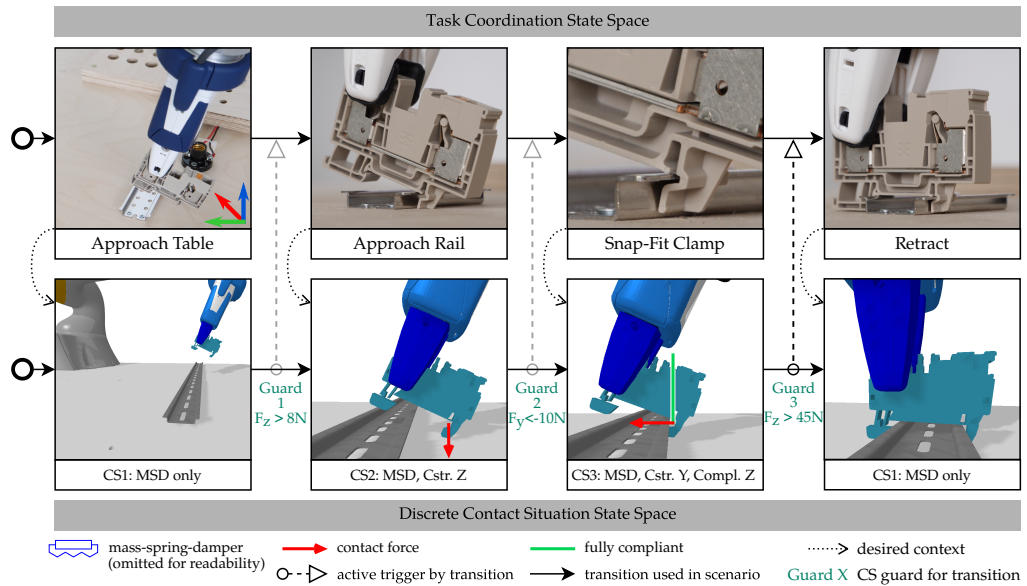 Task Coordination State Space
Approach Table
Approach Rail
Snap-Fit Clamp
Retract
Guard
1
F_z > 8N
Guard
2
F_y<-10N
Guard
3
F_z > 45N
CS1: MSD only
CS2: MSD, Cstr. Z
CS3: MSD, Cstr. Y, Compl. Z
CS1: MSD only
Discrete Contact Situation State Space
mass-spring-damper
(omitted for readability)
contact force
active trigger by transition
fully compliant
transition used in scenario
desired context
Guard X CS guard for transition